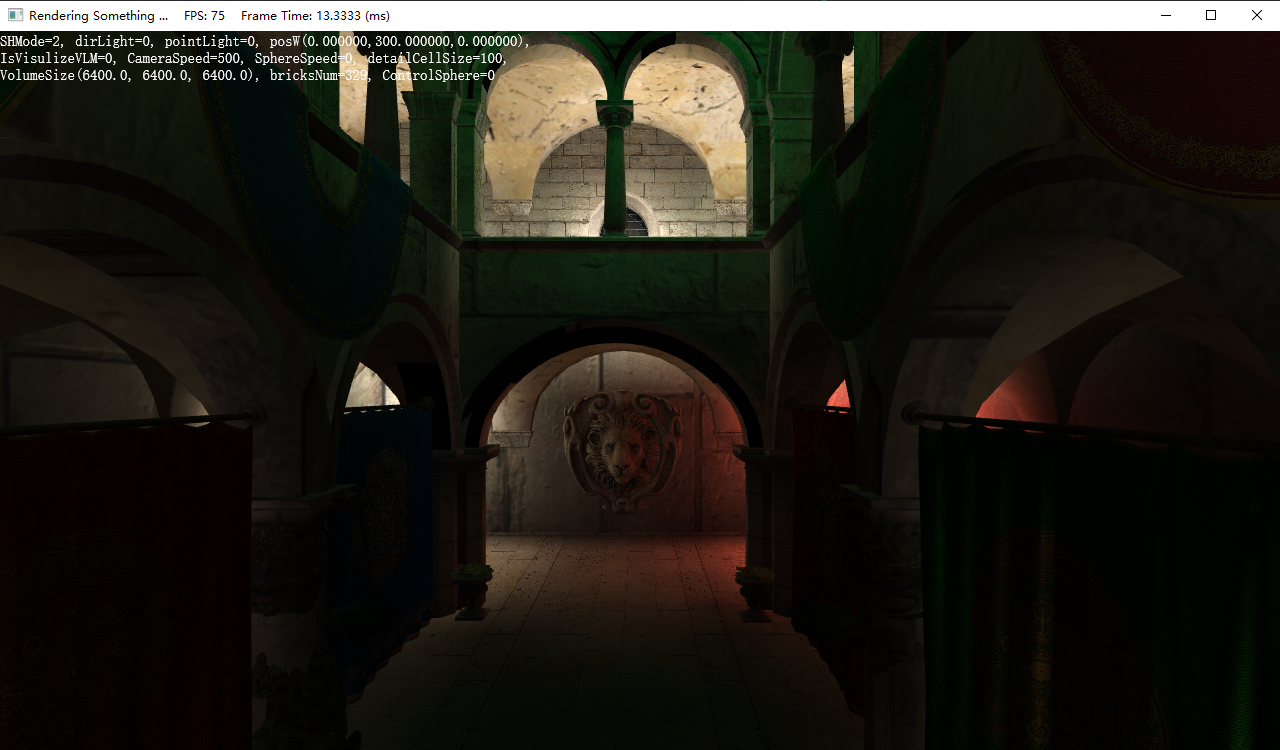 Rendering Something ... FPS: 75 Frame Time: 13.3333 (ms)
SHMode=2, dirLight=0, pointLight=0, posW(0.000000,300.000000,0.000000),
IsVisulizeVLM=0, CameraSpeed=500, SphereSpeed=0, detailCellSize=100,
VolumeSize(6400.0, 6400.0, 6400.0), bricksNum=329, ControlSphere=0